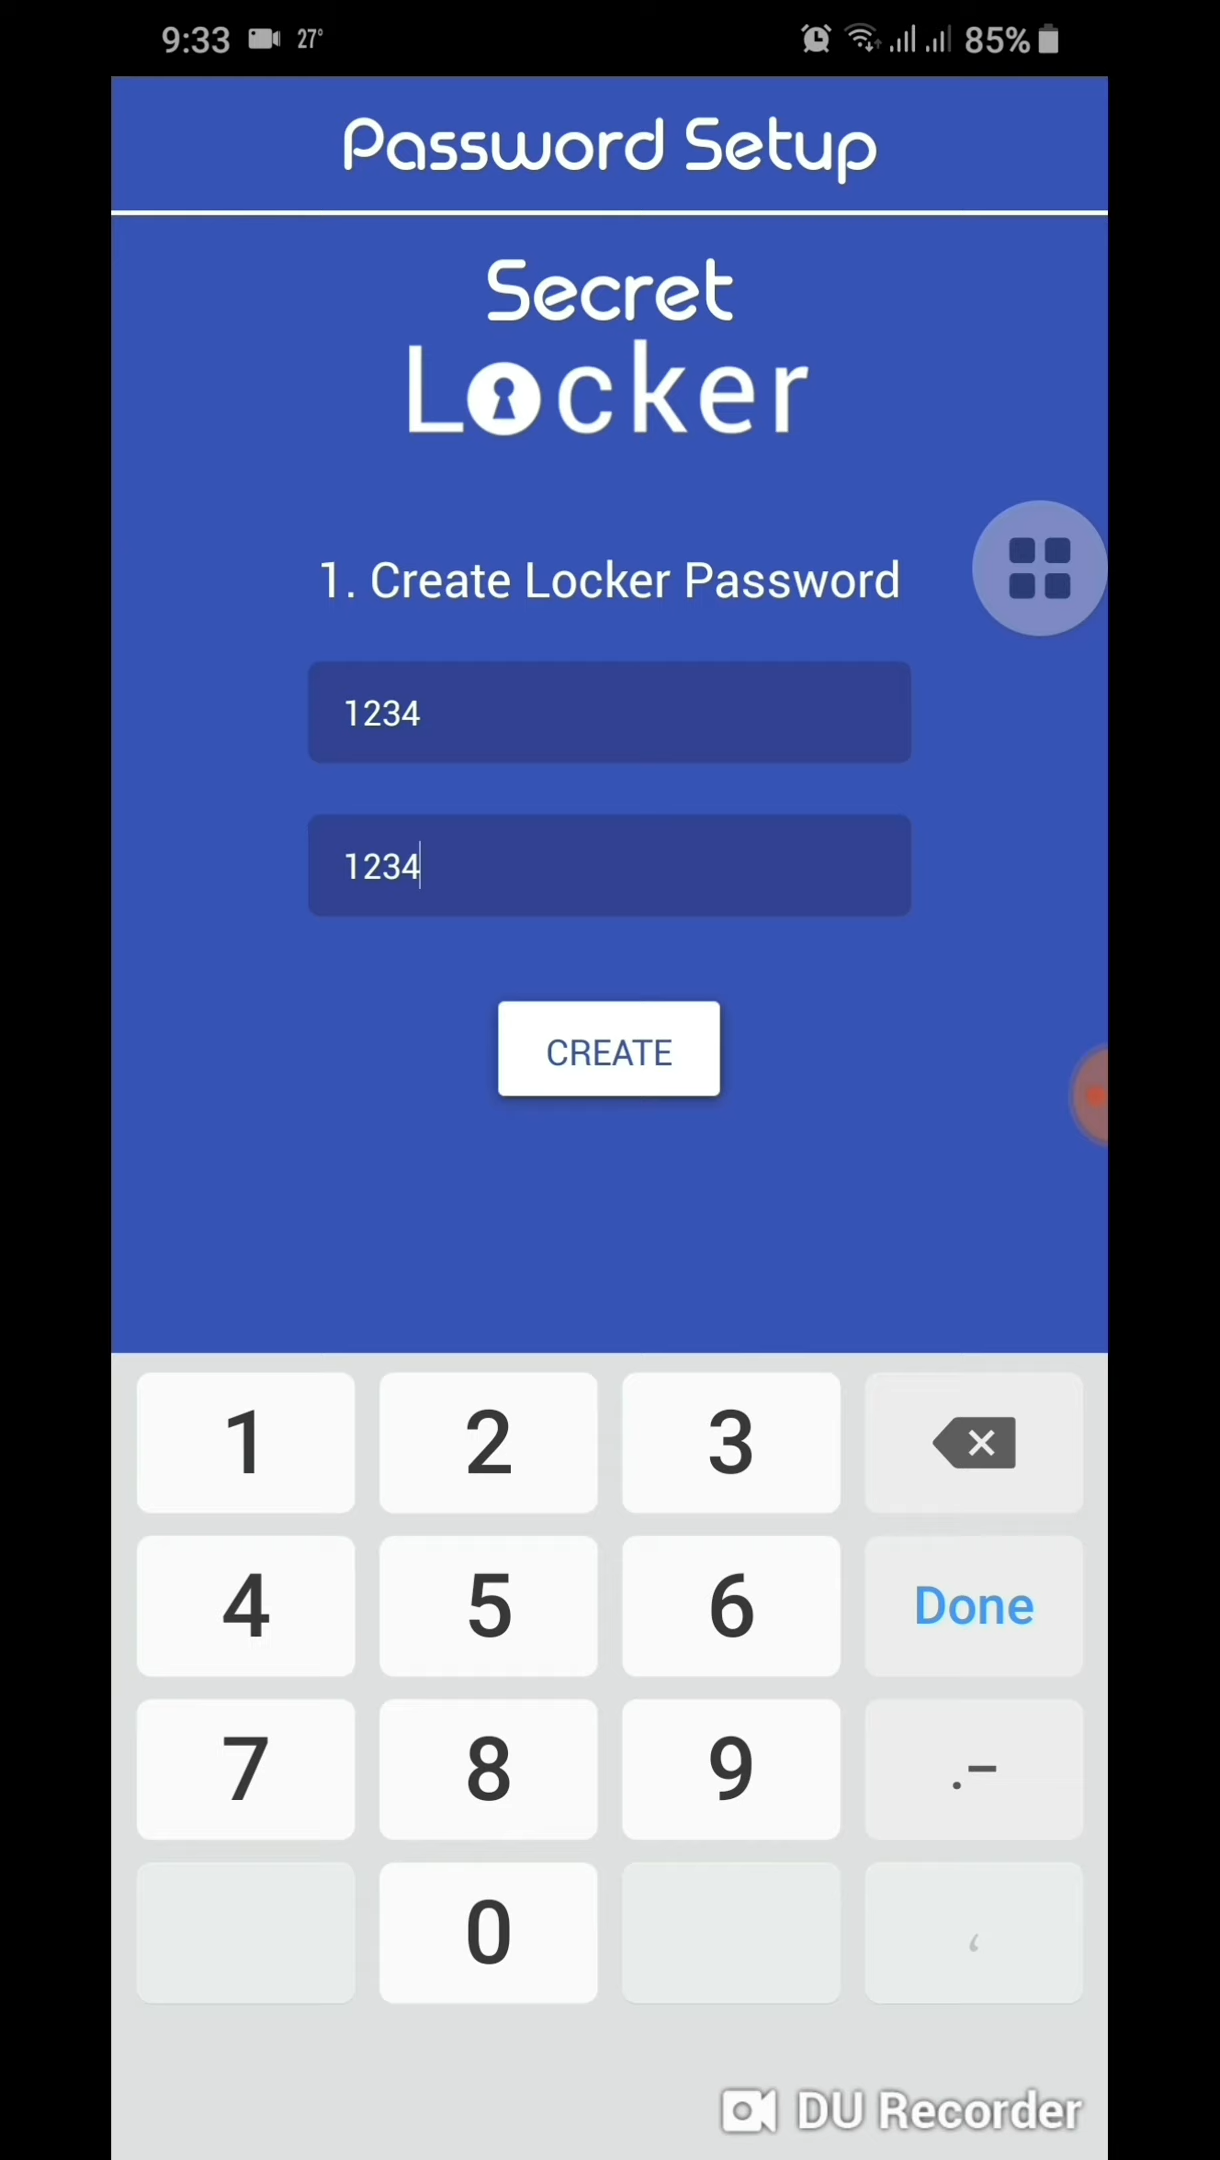 9:33 27° 85%
Password Setup
Secret
Locker
1. Create Locker Password
1234
1234
CREATE
1 2 3
4 5 6 Done
7 8 9 .–
0 ،
DU Recorder